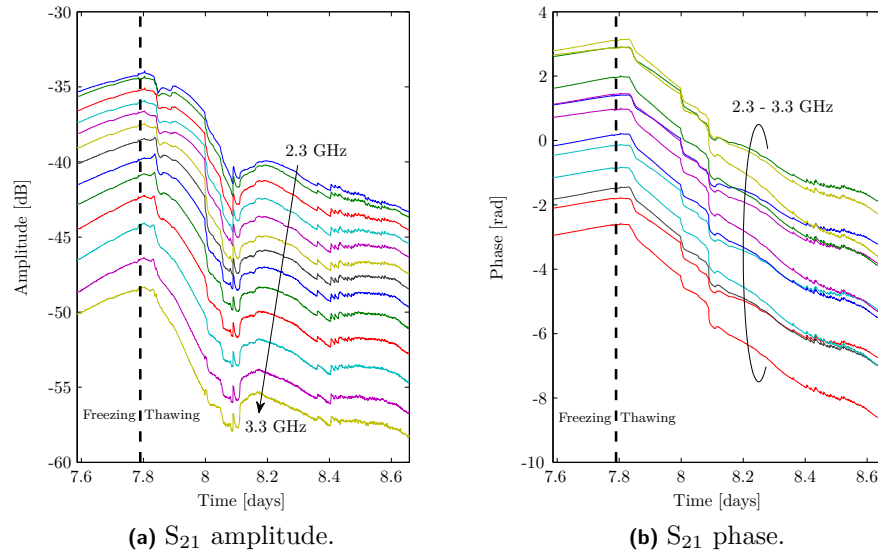 -30
-35
-40
-45
-50
-55
-60
Amplitude [dB]
2.3 GHz
3.3 GHz
Freezing Thawing
7.6 7.8 8 8.2 8.4 8.6
Time [days]
(a) S21 amplitude.
4
2
0
-2
-4
-6
-8
-10
Phase [rad]
2.3 - 3.3 GHz
Freezing Thawing
7.6 7.8 8 8.2 8.4 8.6
Time [days]
(b) S21 phase.